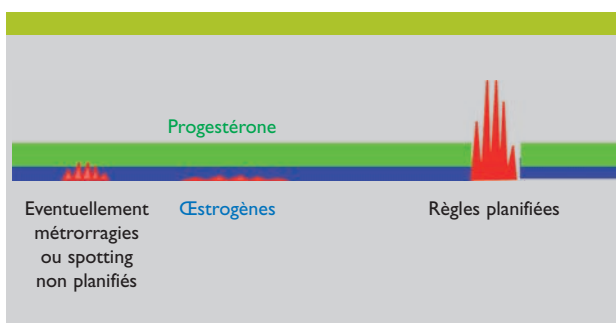 Progestérone
Eventuellement
métrorragies
ou spotting
non planifiés
Œstrogènes
Règles planifiées